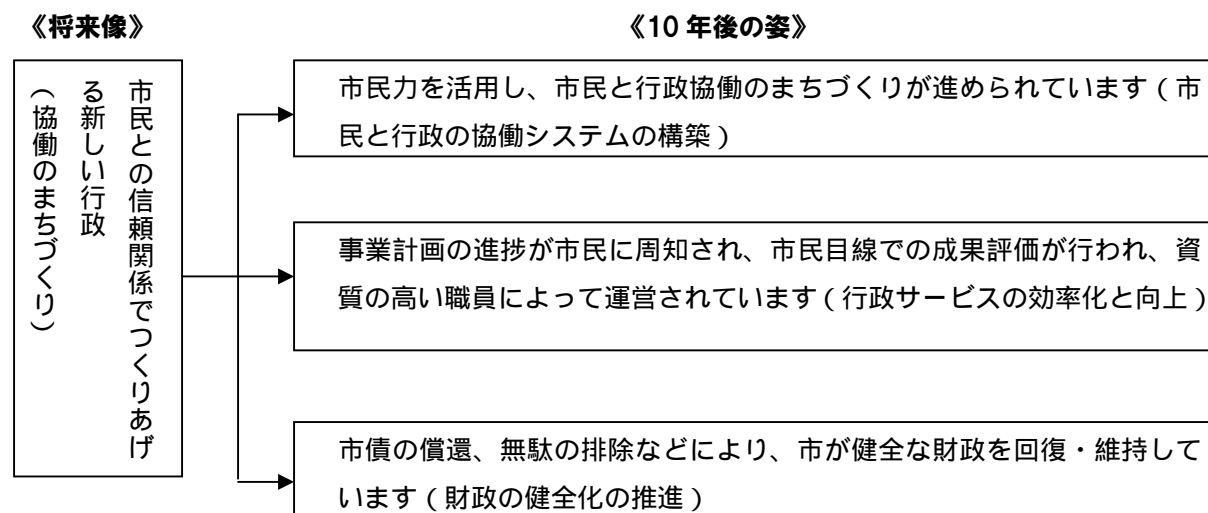 《将来像》
《10年後の姿》
市民との信頼関係でつくりあげ
る新しい行政
(協働のまちづくり)
市民力を活用し、市民と行政協働のまちづくりが進められています(市
民と行政の協働システムの構築)
事業計画の進捗が市民に周知され、市民目線での成果評価が行われ、資
質の高い職員によって運営されています(行政サービスの効率化と向上)
市債の償還、無駄の排除などにより、市が健全な財政を回復・維持して
います(財政の健全化の推進)